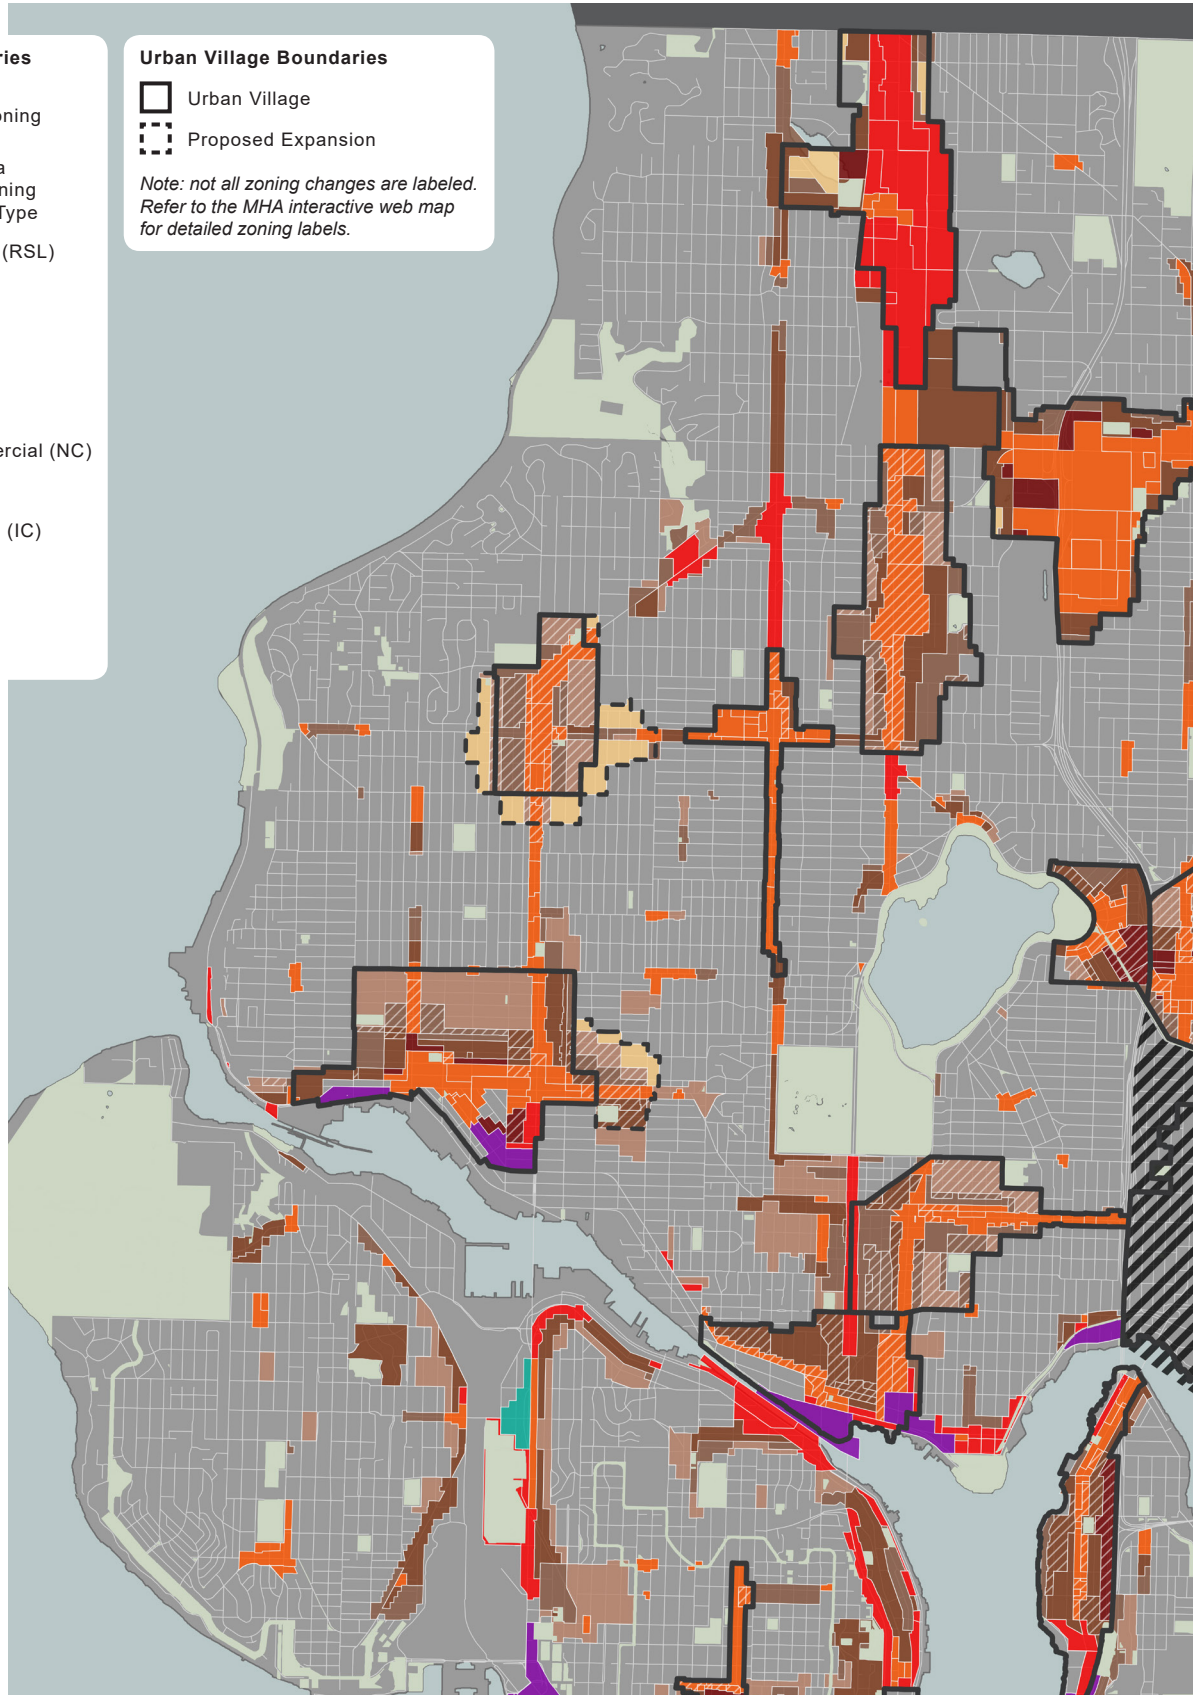 ries
oning
a
ning
Type
(RSL)
ercial (NC)
(IC)
Urban Village Boundaries
Urban Village
Proposed Expansion
Note: not all zoning changes are labeled.
Refer to the MHA interactive web map
for detailed zoning labels.